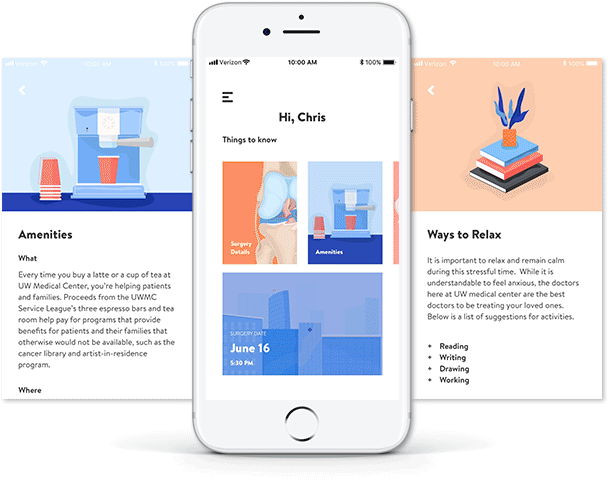 Verizon
10:00 AM
100%
Amenities
What
Every time you buy a latte or a cup of tea at
UW Medical Center, you're helping patients
and families. Proceeds from the UWMC
Service League's three espresso bars and tea
room help pay for programs that provide
benefits for patients and their families that
otherwise would not be available, such as the
cancer library and artist-in-residence
program.
Where
Verizon
10:00 AM
100%
Hi, Chris
Things to know
Surgery
Details
Amenities
SURGERY DATE
June 16
5:30 PM
Verizon
10:00 AM
100%
Ways to Relax
It is important to relax and remain calm
during this stressful time. While it is
understandable to feel anxious, the doctors
here at UW medical center are the best
doctors to be treating your loved ones.
Below is a list of suggestions for activities.
+ Reading
+ Writing
+ Drawing
+ Working